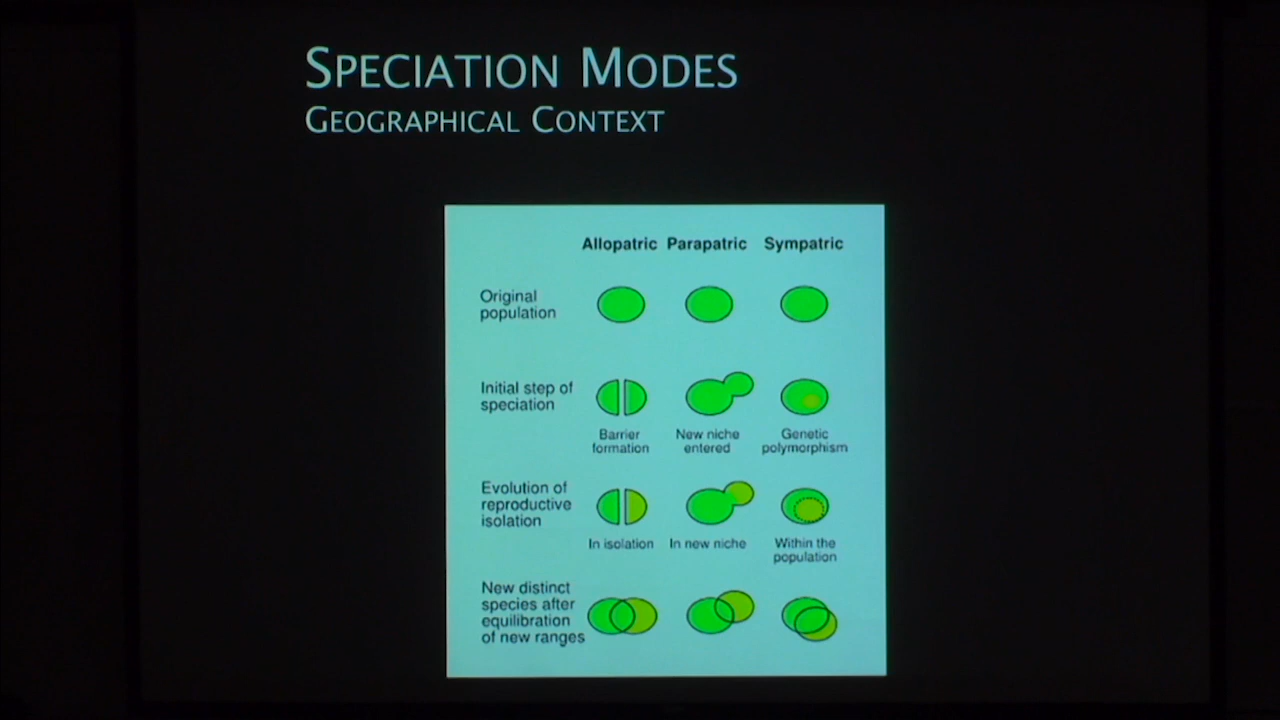 SPECIATION MODES
GEOGRAPHICAL CONTEXT
Allopatric Parapatric Sympatric
Original
population
Initial step of
speciation
Barrier
formation
New niche
entered
Genetic
polymorphism
Evolution of
reproductive
isolation
In isolation
In new niche
Within the
population
New distinct
species after
equilibration
of new ranges